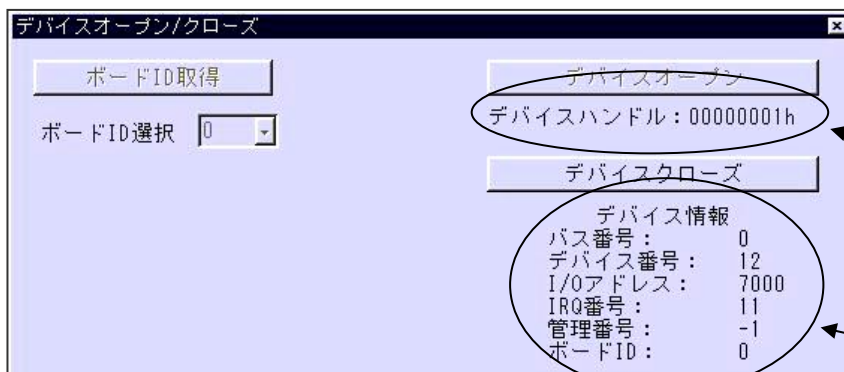 デバイスオープン/クローズ
ボードID取得
ボードID選択 0
デバイスオープン
デバイスハンドル：00000001h
デバイスクローズ
デバイス情報
バス番号： 0
デバイス番号： 12
I/Oアドレス： 7000
IRQ番号： 11
管理番号： -1
ボードID： 0